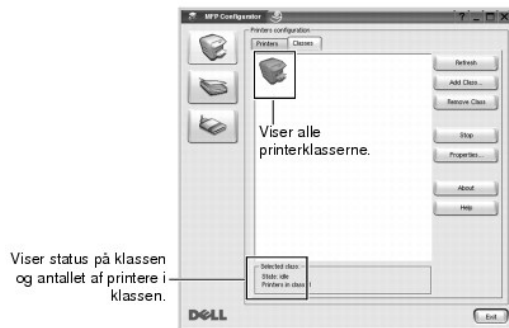 MFP Configurator
Printers configuration
Printers Classes
Refresh
Add Class...
Remove Class
Stop
Properties...
About
Help
Viser alle
printerklasserne.
Viser status på klassen
og antallet af printere i
klassen.
Selected class:
State: idle
Printers in class: 1
DELL
Exit